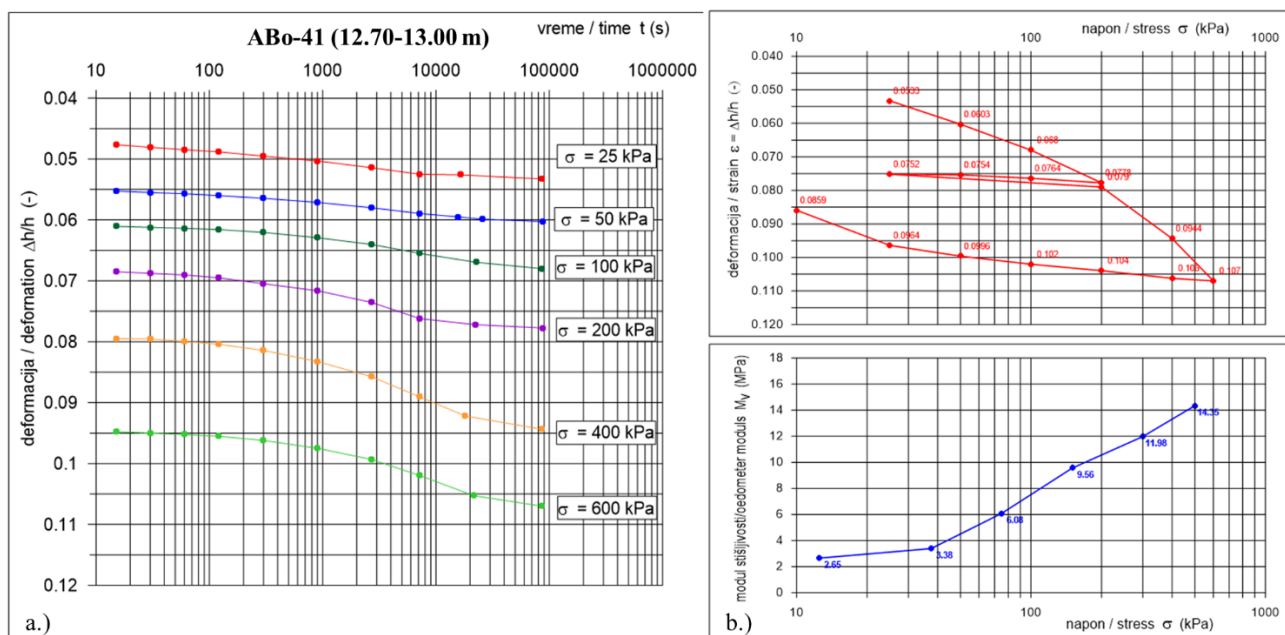 a.)
ABo-41 (12.70-13.00 m)
vreme / time t (s)
10 100 1000 10000 100000 1000000
deformacija / defornation Δh/h (-)
0.04
0.05
0.06
0.07
0.08
0.09
0.1
0.11
0.12
σ = 25 kPa
σ = 50 kPa
σ = 100 kPa
σ = 200 kPa
σ = 400 kPa
σ = 600 kPa
b.)
napon / stress σ (kPa)
10 100 1000
deformacija / strain ε = Δh/h (-)
0.040
0.050
0.060
0.070
0.080
0.090
0.100
0.110
0.120
0.0533
0.0603
0.068
0.0778
0.0752
0.0754
0.0764
0.079
0.0944
0.107
0.0859
0.0964
0.0996
0.102
0.104
modul stišljivosti/oedometer moduls Mv (MPa)
18
16
14
12
10
8
6
4
2
0
2.65
3.38
6.08
9.56
11.98
14.35
10 100 1000
napon / stress σ (kPa)